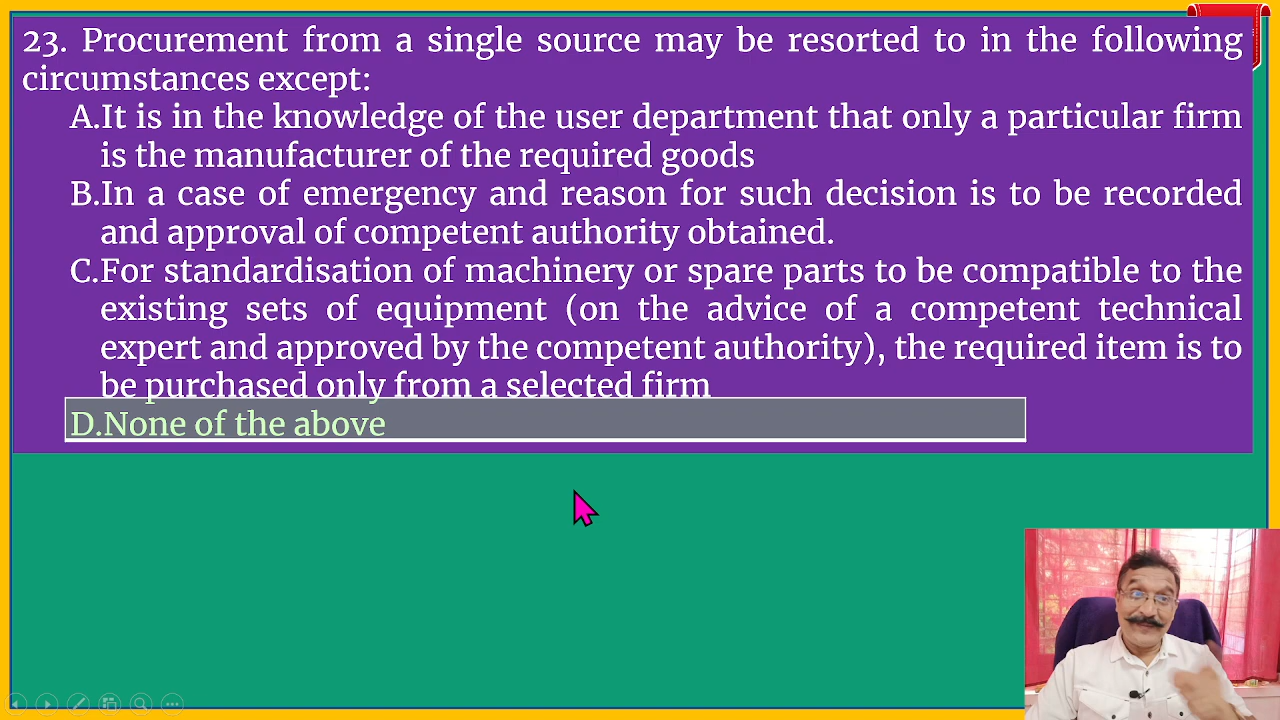 23. Procurement from a single source may be resorted to in the following
circumstances except:
A.It is in the knowledge of the user department that only a particular firm
is the manufacturer of the required goods
B.In a case of emergency and reason for such decision is to be recorded
and approval of competent authority obtained.
C.For standardisation of machinery or spare parts to be compatible to the
existing sets of equipment (on the advice of a competent technical
expert and approved by the competent authority), the required item is to
be purchased only from a selected firm
D.None of the above